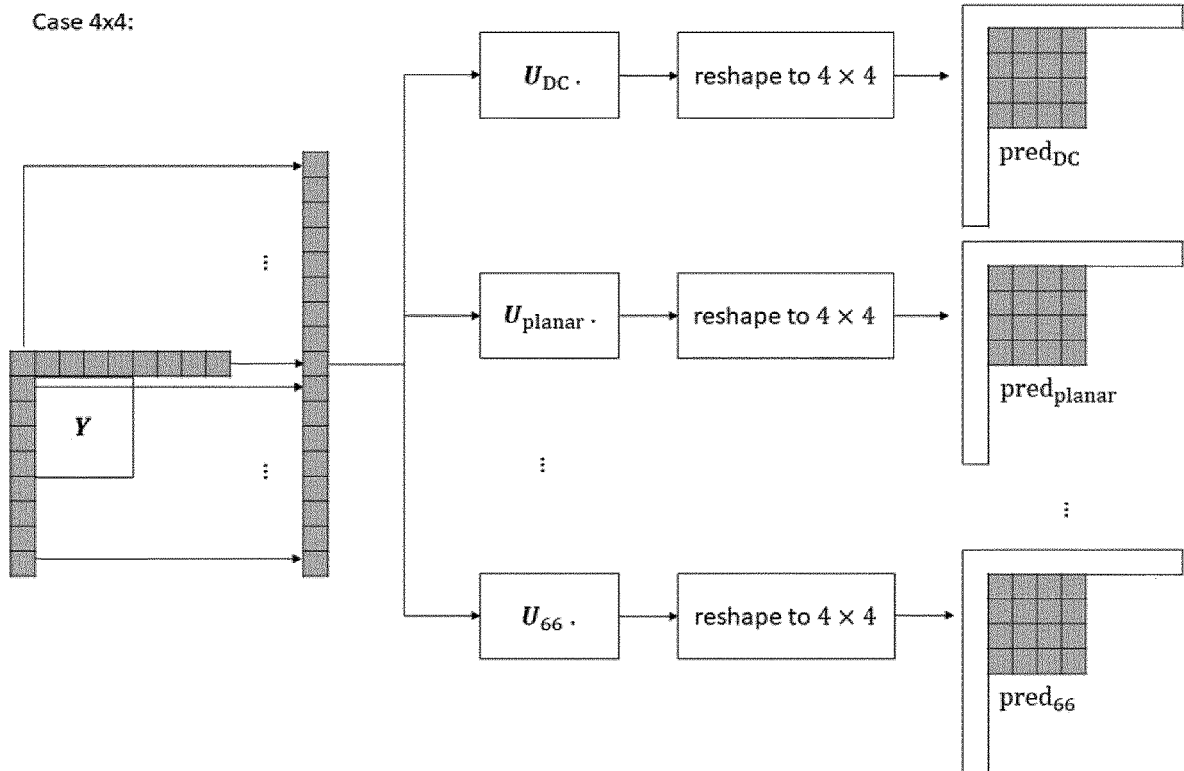 Case 4x4:
U_DC · reshape to 4 × 4
pred_DC
U_planar · reshape to 4 × 4
pred_planar
Y
⋮
⋮
⋮
⋮
U_66 · reshape to 4 × 4
pred_66